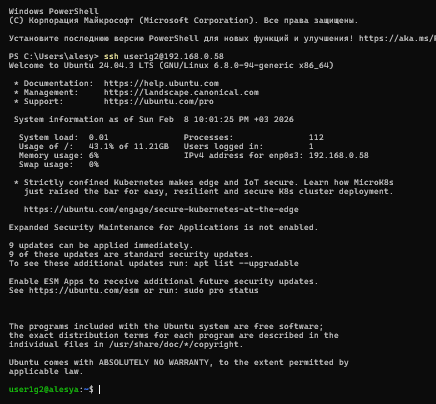 Windows PowerShell
(C) Корпорация Майкрософт (Microsoft Corporation). Все права защищены.
Установите последнюю версию PowerShell для новых функций и улучшения! https://aka.ms/
PS C:\Users\alesy> ssh user1g2@192.168.0.58
Welcome to Ubuntu 24.04.3 LTS (GNU/Linux 6.8.0-94-generic x86_64)
* Documentation: https://help.ubuntu.com
* Management: https://landscape.canonical.com
* Support: https://ubuntu.com/pro
System information as of Sun Feb 8 10:01:25 PM +03 2026
System load: 0.01 Processes: 112
Usage of /: 43.1% of 11.21GB Users logged in: 1
Memory usage: 6% IPv4 address for enp0s3: 192.168.0.58
Swap usage: 0%
* Strictly confined Kubernetes makes edge and IoT secure. Learn how MicroK8s
just raised the bar for easy, resilient and secure K8s cluster deployment.
https://ubuntu.com/engage/secure-kubernetes-at-the-edge
Expanded Security Maintenance for Applications is not enabled.
9 updates can be applied immediately.
9 of these updates are standard security updates.
To see these additional updates run: apt list --upgradable
Enable ESM Apps to receive additional future security updates.
See https://ubuntu.com/esm or run: sudo pro status
The programs included with the Ubuntu system are free software;
the exact distribution terms for each program are described in the
individual files in /usr/share/doc/*/copyright.
Ubuntu comes with ABSOLUTELY NO WARRANTY, to the extent permitted by
applicable law.
user1g2@alesya:~$